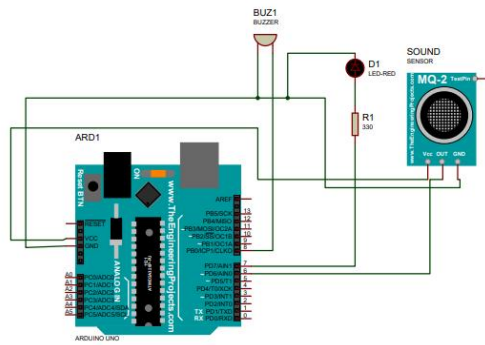 BUZ1
BUZZER
D1
LED-RED
SOUND
SENSOR
MQ-2 TestPin
www.TheEngineeringProjects.com
Vcc OUT GND
R1
330
ARD1
Reset BTN
ON
www.TheEngineeringProjects.com
ANALOG IN
RESET
VCC
GND
AREF
PB5/SCK 13
PB4/MISO 12
PB3/MOSI/OC2A 11
PB2/SS/OC1B 10
PB1/OC1A 9
PB0/ICP1/CLKO 8
PD7/AIN1 7
PD6/AIN0 6
PD5/T1 5
PD4/T0/XCK 4
PD3/INT1 3
PD2/INT0 2
TX PD1/TXD 1
RX PD0/RXD 0
A0 PC0/ADC0
A1 PC1/ADC1
A2 PC2/ADC2
A3 PC3/ADC3
A4 PC4/ADC4/SDA
A5 PC5/ADC5/SCL
ARDUINO UNO